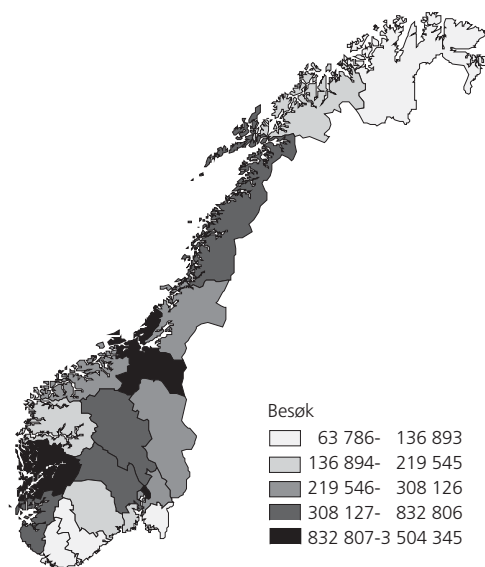 Besøk
63 786- 136 893
136 894- 219 545
219 546- 308 126
308 127- 832 806
832 807-3 504 345